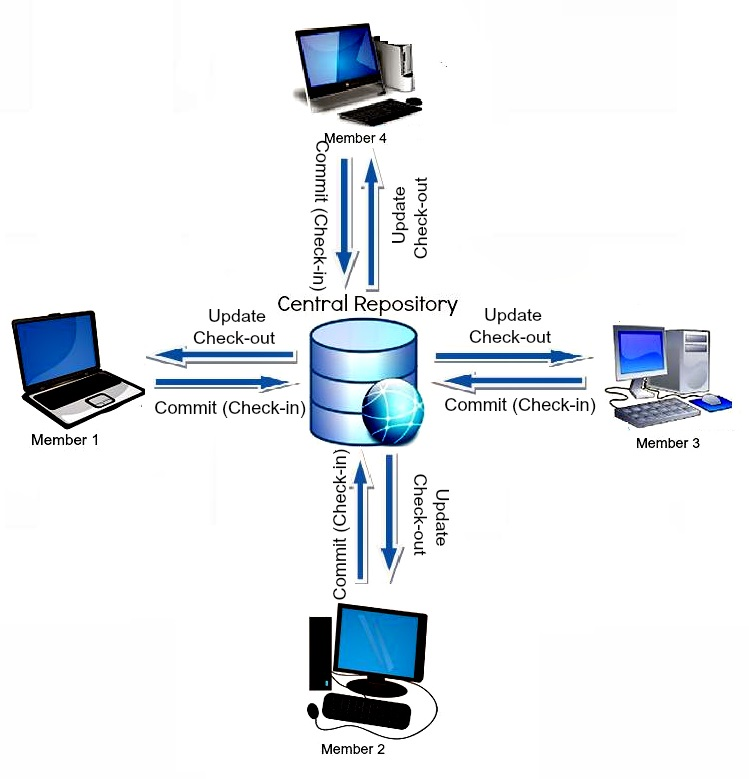 Member 4
Commit (Check-in)
Update
Check-out
Central Repository
Update
Check-out
Commit (Check-in)
Member 1
Update
Check-out
Commit (Check-in)
Member 3
Commit (Check-in)
Update
Check-out
Member 2